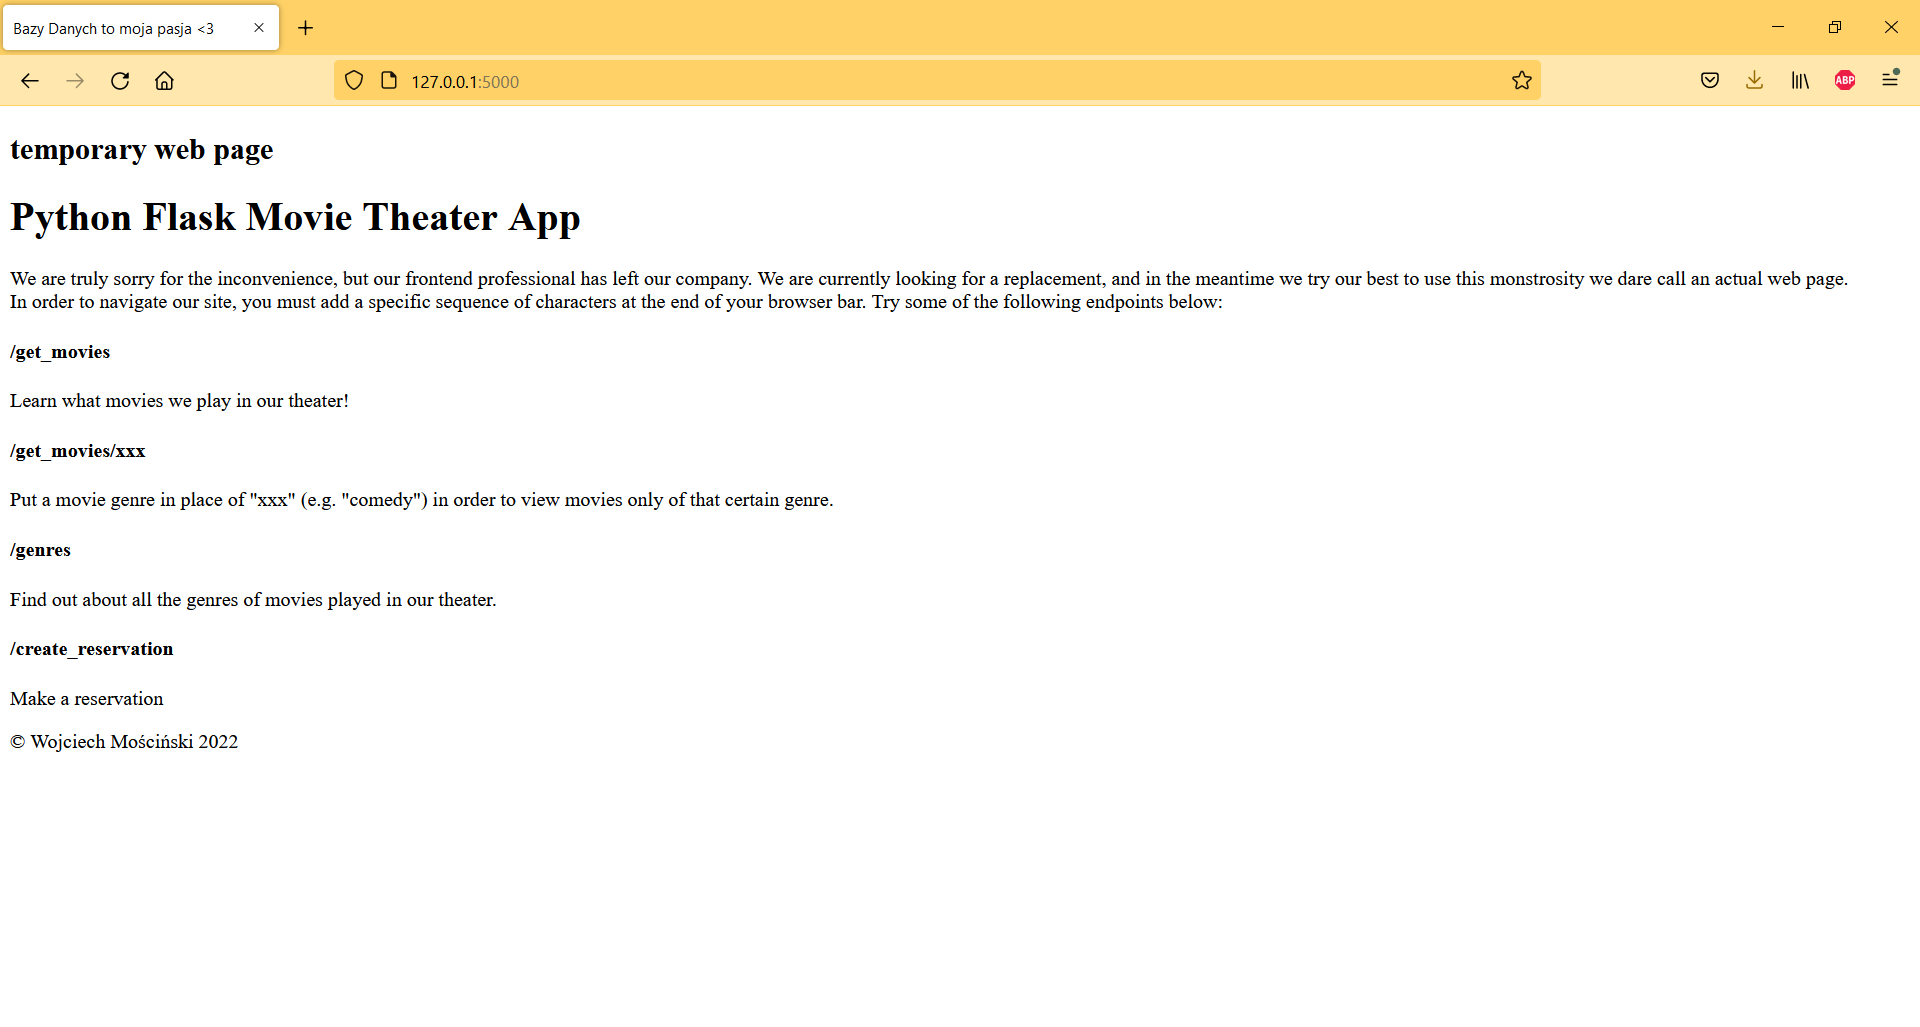 Bazy Danych to moja pasja <3
127.0.0.1:5000
ABP
temporary web page
Python Flask Movie Theater App
We are truly sorry for the inconvenience, but our frontend professional has left our company. We are currently looking for a replacement, and in the meantime we try our best to use this monstrosity we dare call an actual web page.
In order to navigate our site, you must add a specific sequence of characters at the end of your browser bar. Try some of the following endpoints below:
/get_movies
Learn what movies we play in our theater!
/get_movies/xxx
Put a movie genre in place of "xxx" (e.g. "comedy") in order to view movies only of that certain genre.
/genres
Find out about all the genres of movies played in our theater.
/create_reservation
Make a reservation
© Wojciech Mościński 2022